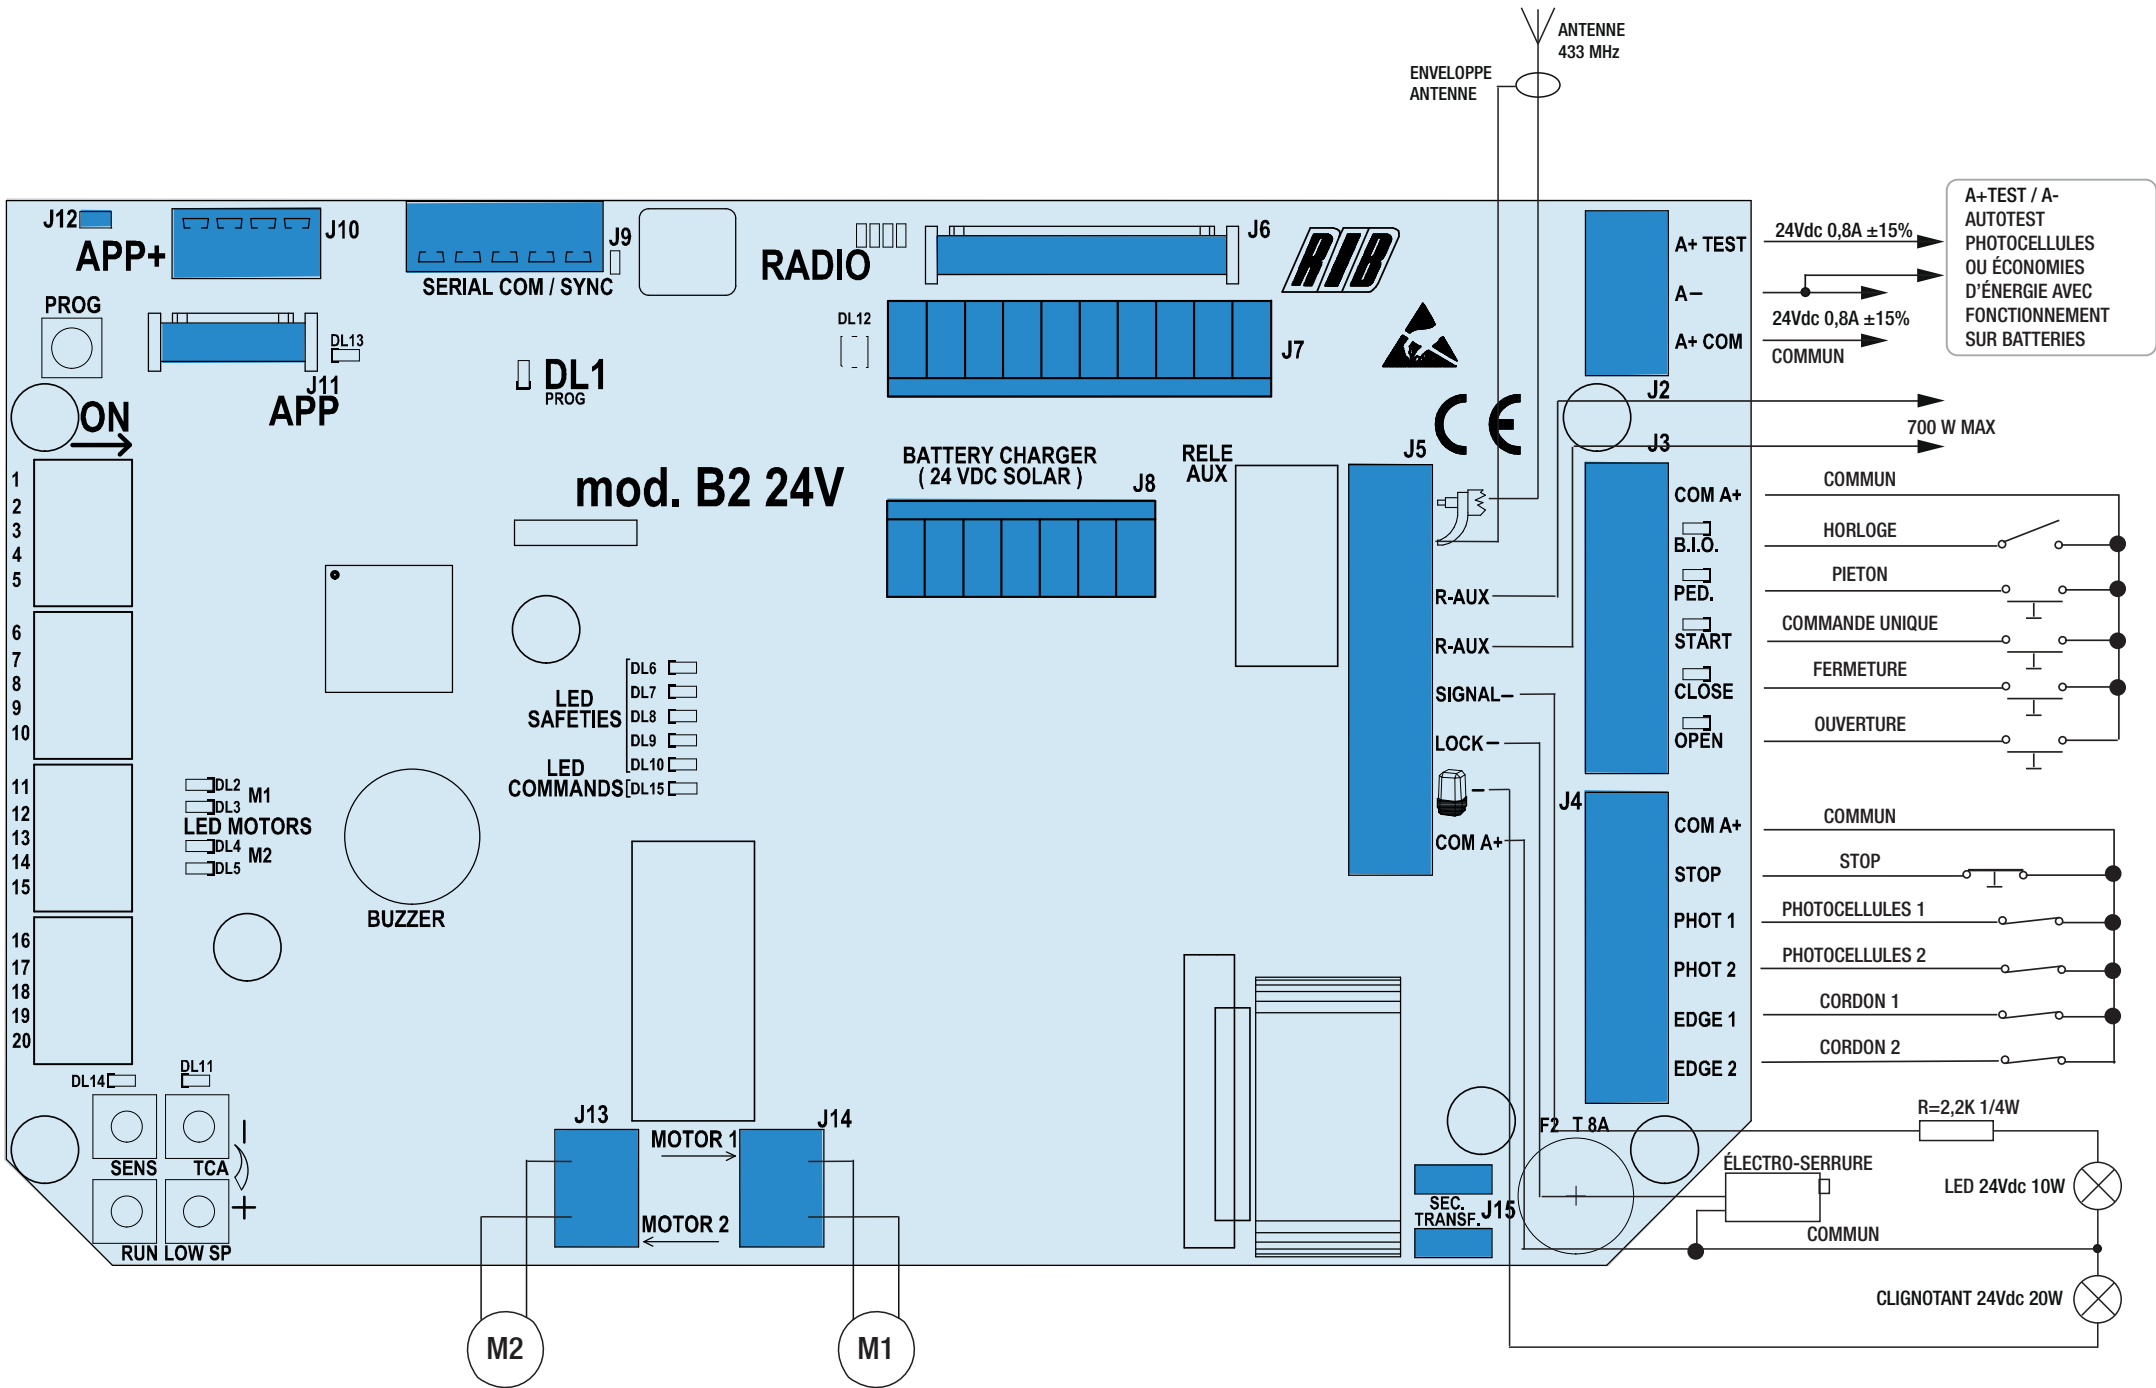 ANTENNE
433 MHz
ENVELOPPE
ANTENNE
J12
APP+
J10
J9
SERIAL COM / SYNC
RADIO
J6
RIB
A+ TEST
24Vdc 0,8A ±15%
A−
24Vdc 0,8A ±15%
A+ COM
COMMUN
A+TEST / A-
AUTOTEST
PHOTOCELLULES
OU ÉCONOMIES
D'ÉNERGIE AVEC
FONCTIONNEMENT
SUR BATTERIES
PROG
DL13
J11
APP
DL1
PROG
DL12
J7
CE
J2
700 W MAX
ON
mod. B2 24V
BATTERY CHARGER
( 24 VDC SOLAR )
J8
RELE
AUX
J5
J3
1
2
3
4
5
6
7
8
9
10
11
12
13
14
15
16
17
18
19
20
COM A+
COMMUN
B.I.O.
HORLOGE
PED.
PIETON
START
COMMANDE UNIQUE
CLOSE
FERMETURE
OPEN
OUVERTURE
R-AUX
R-AUX
SIGNAL−
LOCK−
−
COM A+
LED
SAFETIES
DL6
DL7
DL8
DL9
DL10
LED
COMMANDS
DL15
DL2
DL3
M1
LED MOTORS
DL4
M2
DL5
BUZZER
J4
COM A+
COMMUN
STOP
STOP
PHOT 1
PHOTOCELLULES 1
PHOT 2
PHOTOCELLULES 2
EDGE 1
CORDON 1
EDGE 2
CORDON 2
DL14
DL11
SENS
TCA
−
+
RUN
LOW SP
J13
MOTOR 1
J14
MOTOR 2
M2
M1
F2 T 8A
SEC.
TRANSF.
J15
R=2,2K 1/4W
ÉLECTRO-SERRURE
LED 24Vdc 10W
COMMUN
CLIGNOTANT 24Vdc 20W